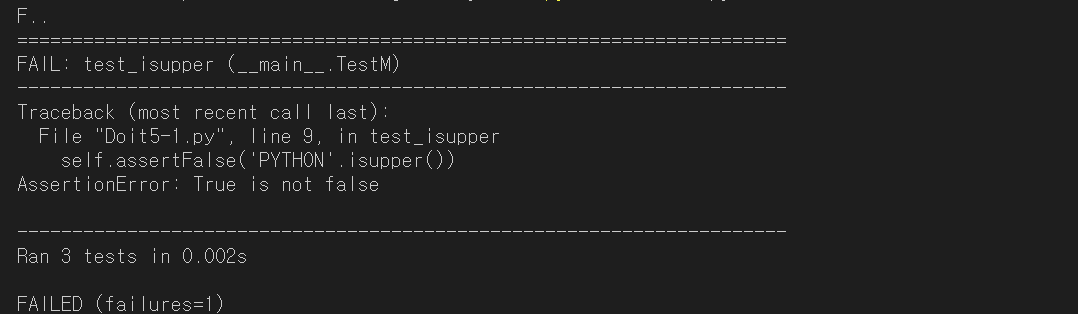 F..
======================================================================
FAIL: test_isupper (__main__.TestM)
----------------------------------------------------------------------
Traceback (most recent call last):
  File "Doit5-1.py", line 9, in test_isupper
    self.assertFalse('PYTHON'.isupper())
AssertionError: True is not false

----------------------------------------------------------------------
Ran 3 tests in 0.002s

FAILED (failures=1)